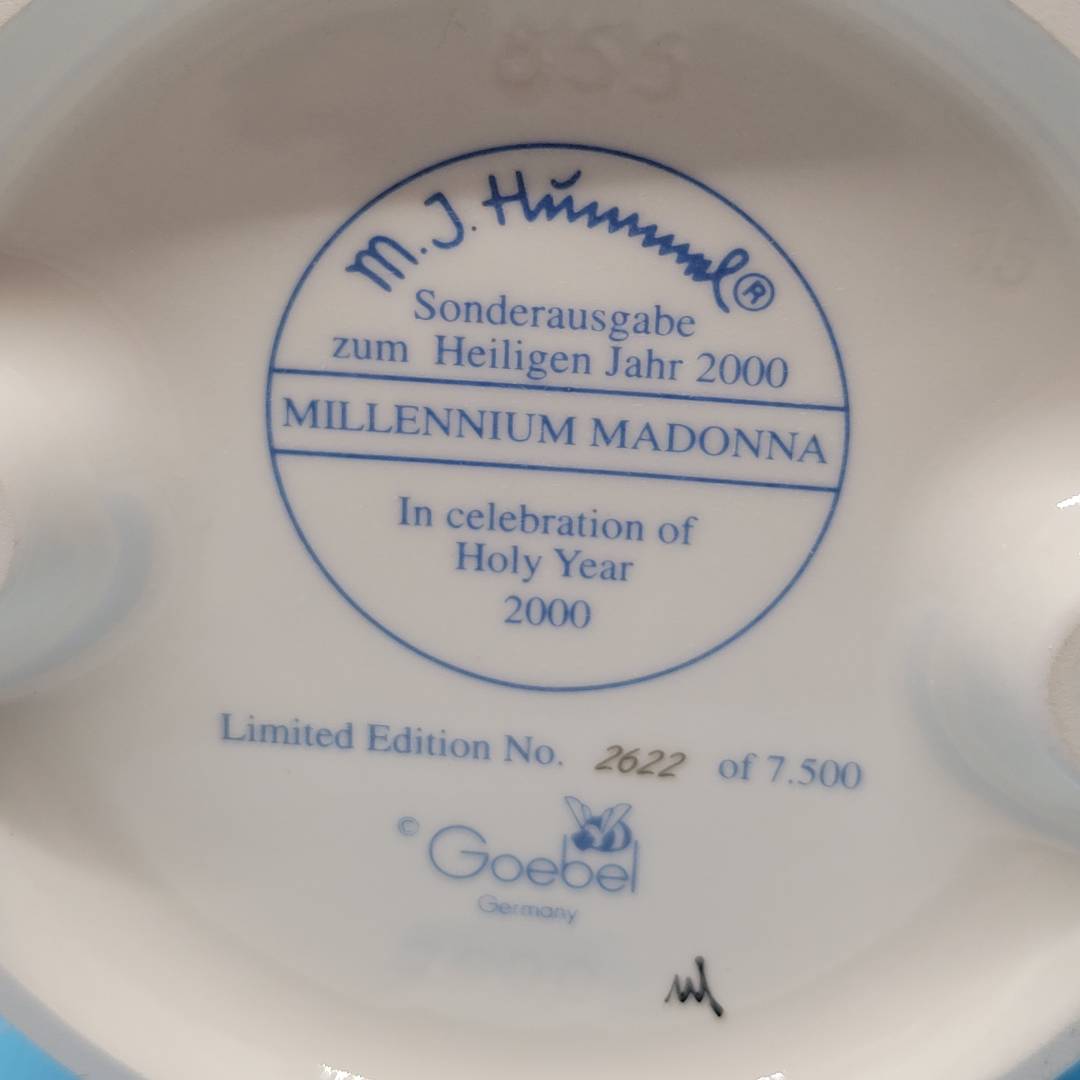 855
M.J. Hummel®
Sonderausgabe
zum Heiligen Jahr 2000
MILLENNIUM MADONNA
In celebration of
Holy Year
2000
Limited Edition No. 2622 of 7.500
© Goebel
Germany